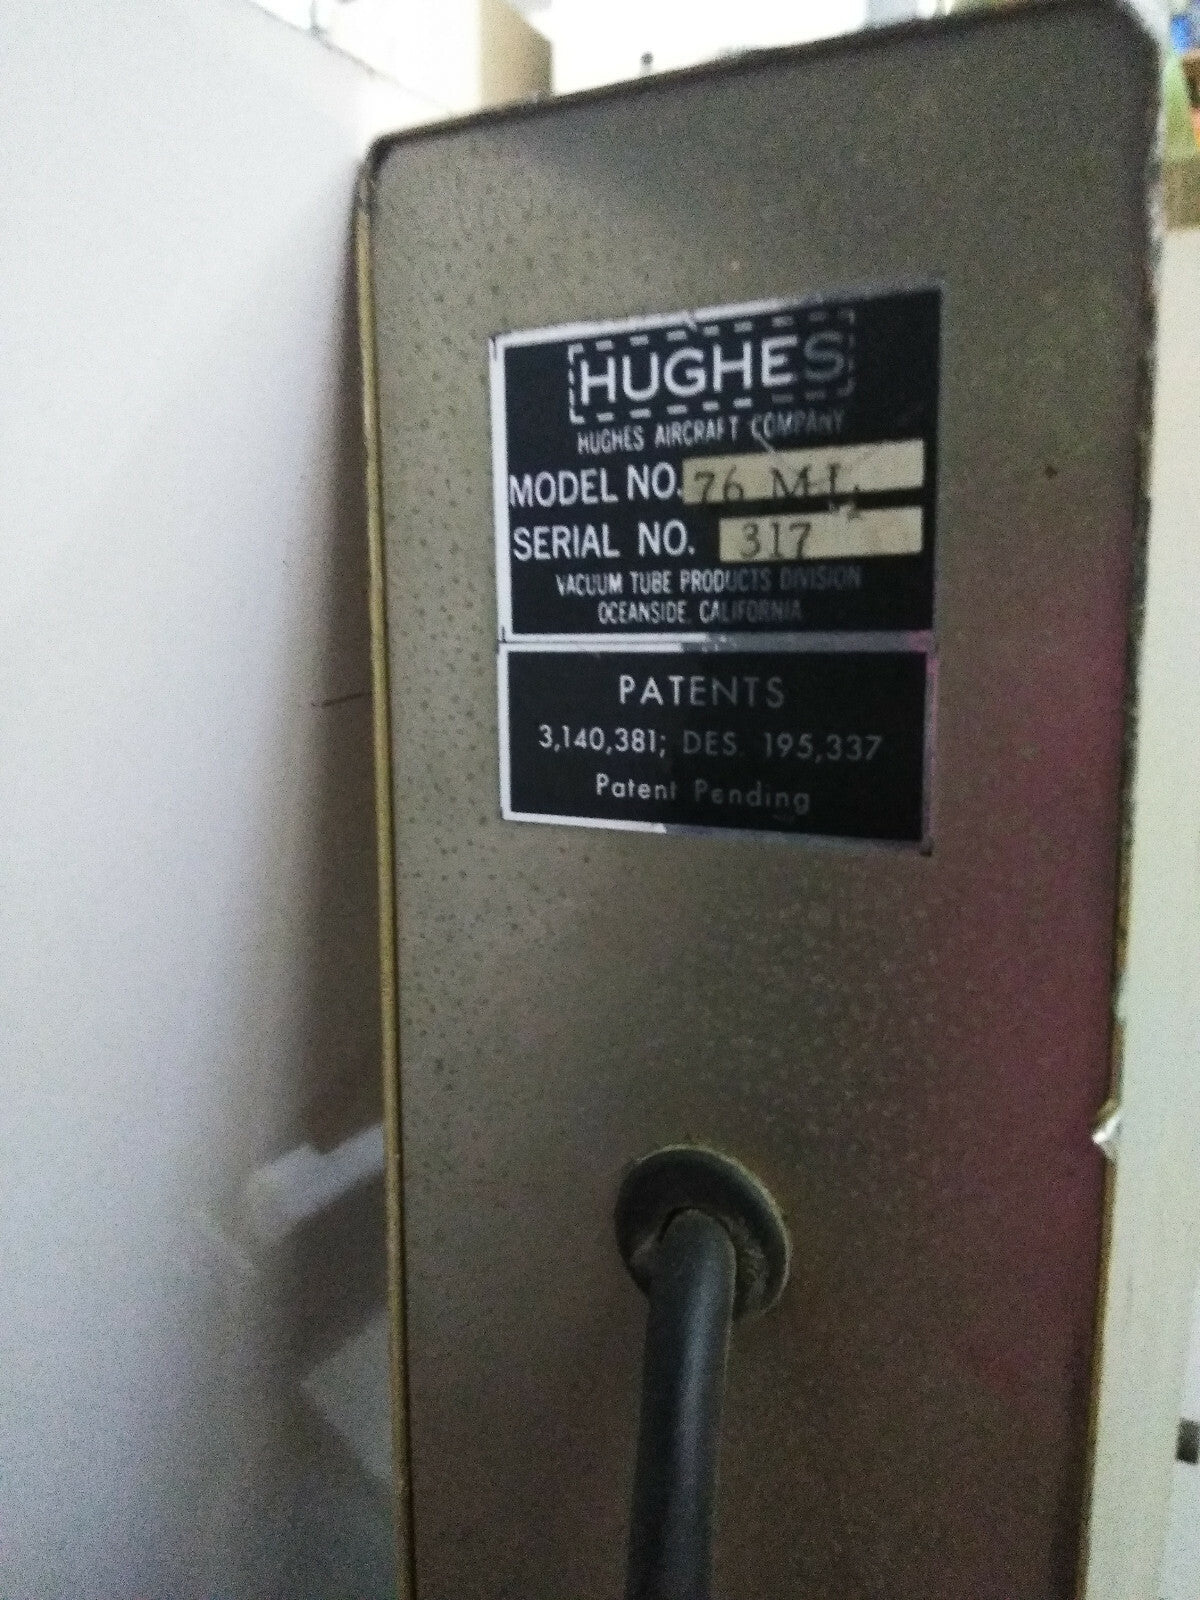 HUGHES
HUGHES AIRCRAFT COMPANY
MODEL NO. 76 ML
SERIAL NO. 317
VACUUM TUBE PRODUCTS DIVISION
OCEANSIDE, CALIFORNIA
PATENTS
3,140,381; DES. 195,337
Patent Pending